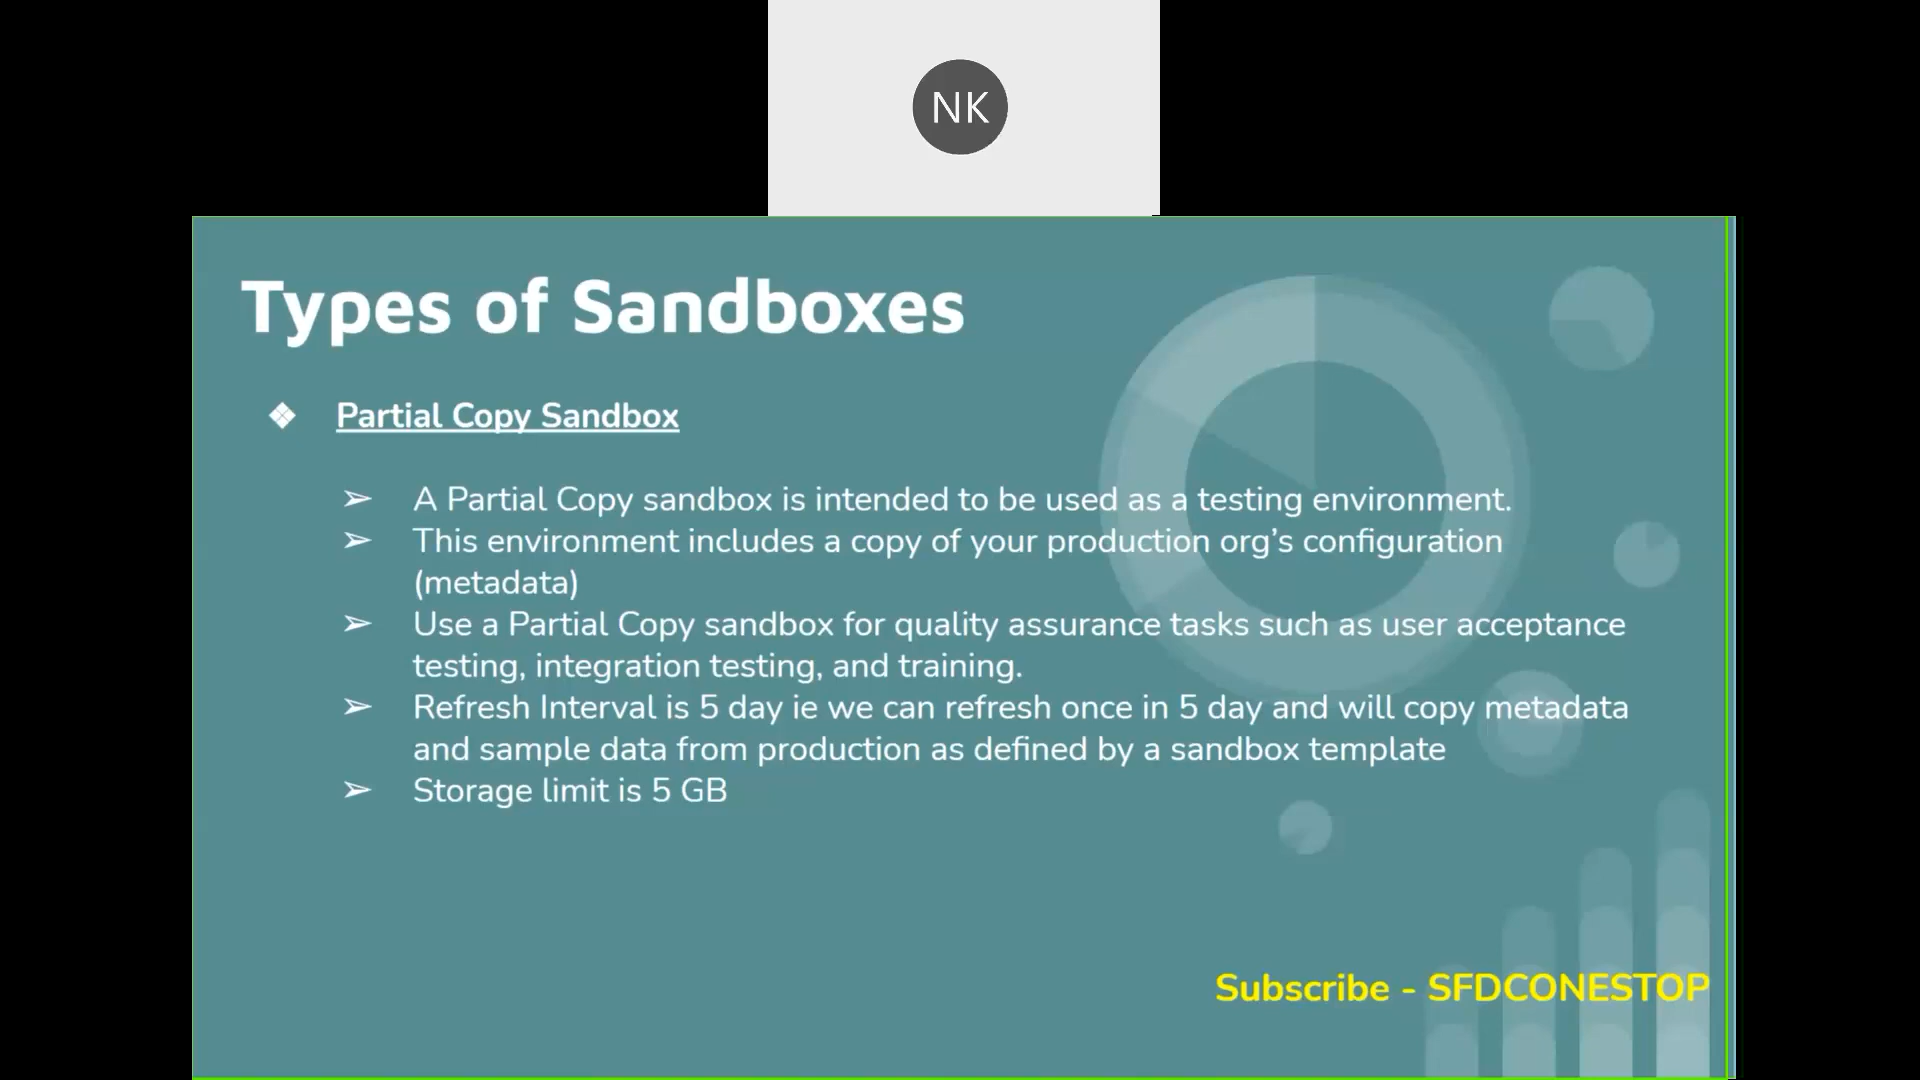 NK
Types of Sandboxes
❖ Partial Copy Sandbox
➢ A Partial Copy sandbox is intended to be used as a testing environment.
➢ This environment includes a copy of your production org’s configuration
(metadata)
➢ Use a Partial Copy sandbox for quality assurance tasks such as user acceptance
testing, integration testing, and training.
➢ Refresh Interval is 5 day ie we can refresh once in 5 day and will copy metadata
and sample data from production as defined by a sandbox template
➢ Storage limit is 5 GB
Subscribe - SFDCONESTOP